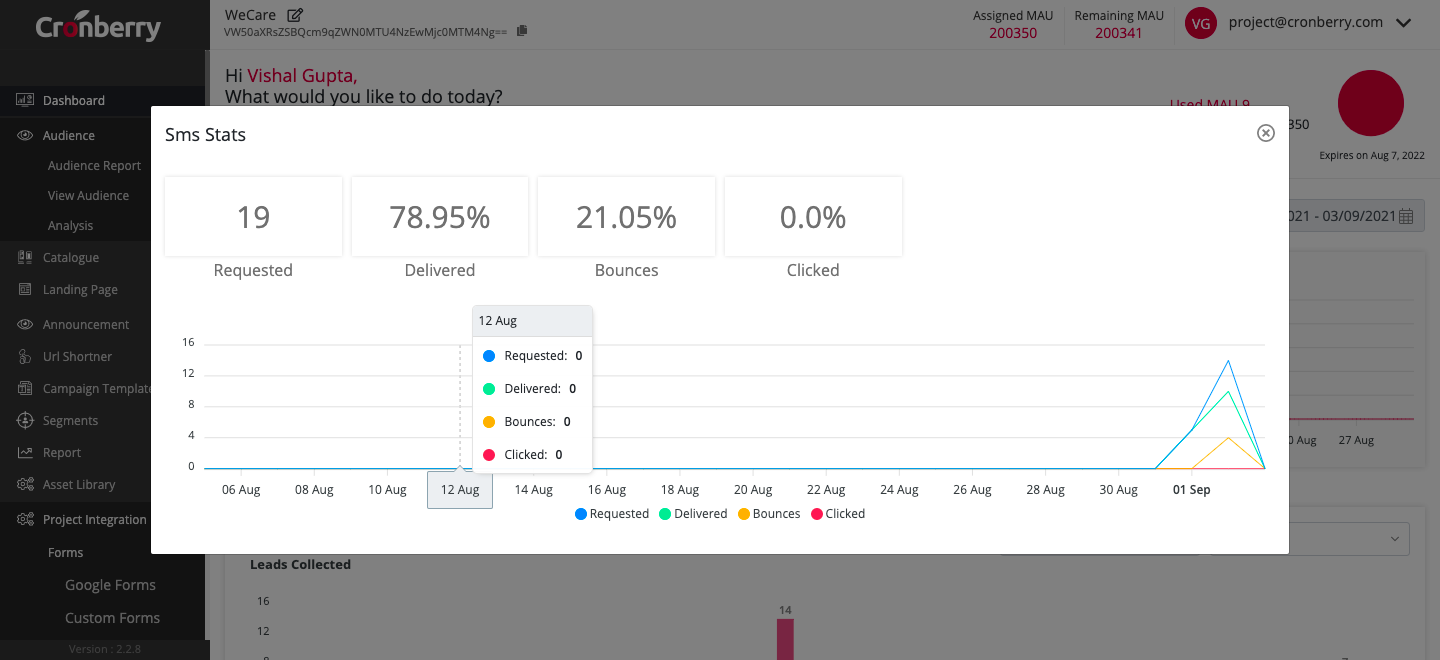 Cronberry
WeCare
VW50aXRsZSBQcm9qZWN0MTU4NzEwMjc0MTM4Ng==
Assigned MAU
200350
Remaining MAU
200341
VG
project@cronberry.com
Hi Vishal Gupta,
What would you like to do today?
Used MAU 9
350
Expires on Aug 7, 2022
021 - 03/09/2021
Dashboard
Audience
Audience Report
View Audience
Analysis
Catalogue
Landing Page
Announcement
Url Shortner
Campaign Template
Segments
Report
Asset Library
Project Integration
Forms
Google Forms
Custom Forms
Version : 2.2.8
Sms Stats
19
Requested
78.95%
Delivered
21.05%
Bounces
0.0%
Clicked
12 Aug
Requested: 0
Delivered: 0
Bounces: 0
Clicked: 0
16
12
8
4
0
06 Aug 08 Aug 10 Aug 12 Aug 14 Aug 16 Aug 18 Aug 20 Aug 22 Aug 24 Aug 26 Aug 28 Aug 30 Aug 01 Sep
Requested Delivered Bounces Clicked
0 Aug 27 Aug
Leads Collected
16
12
14